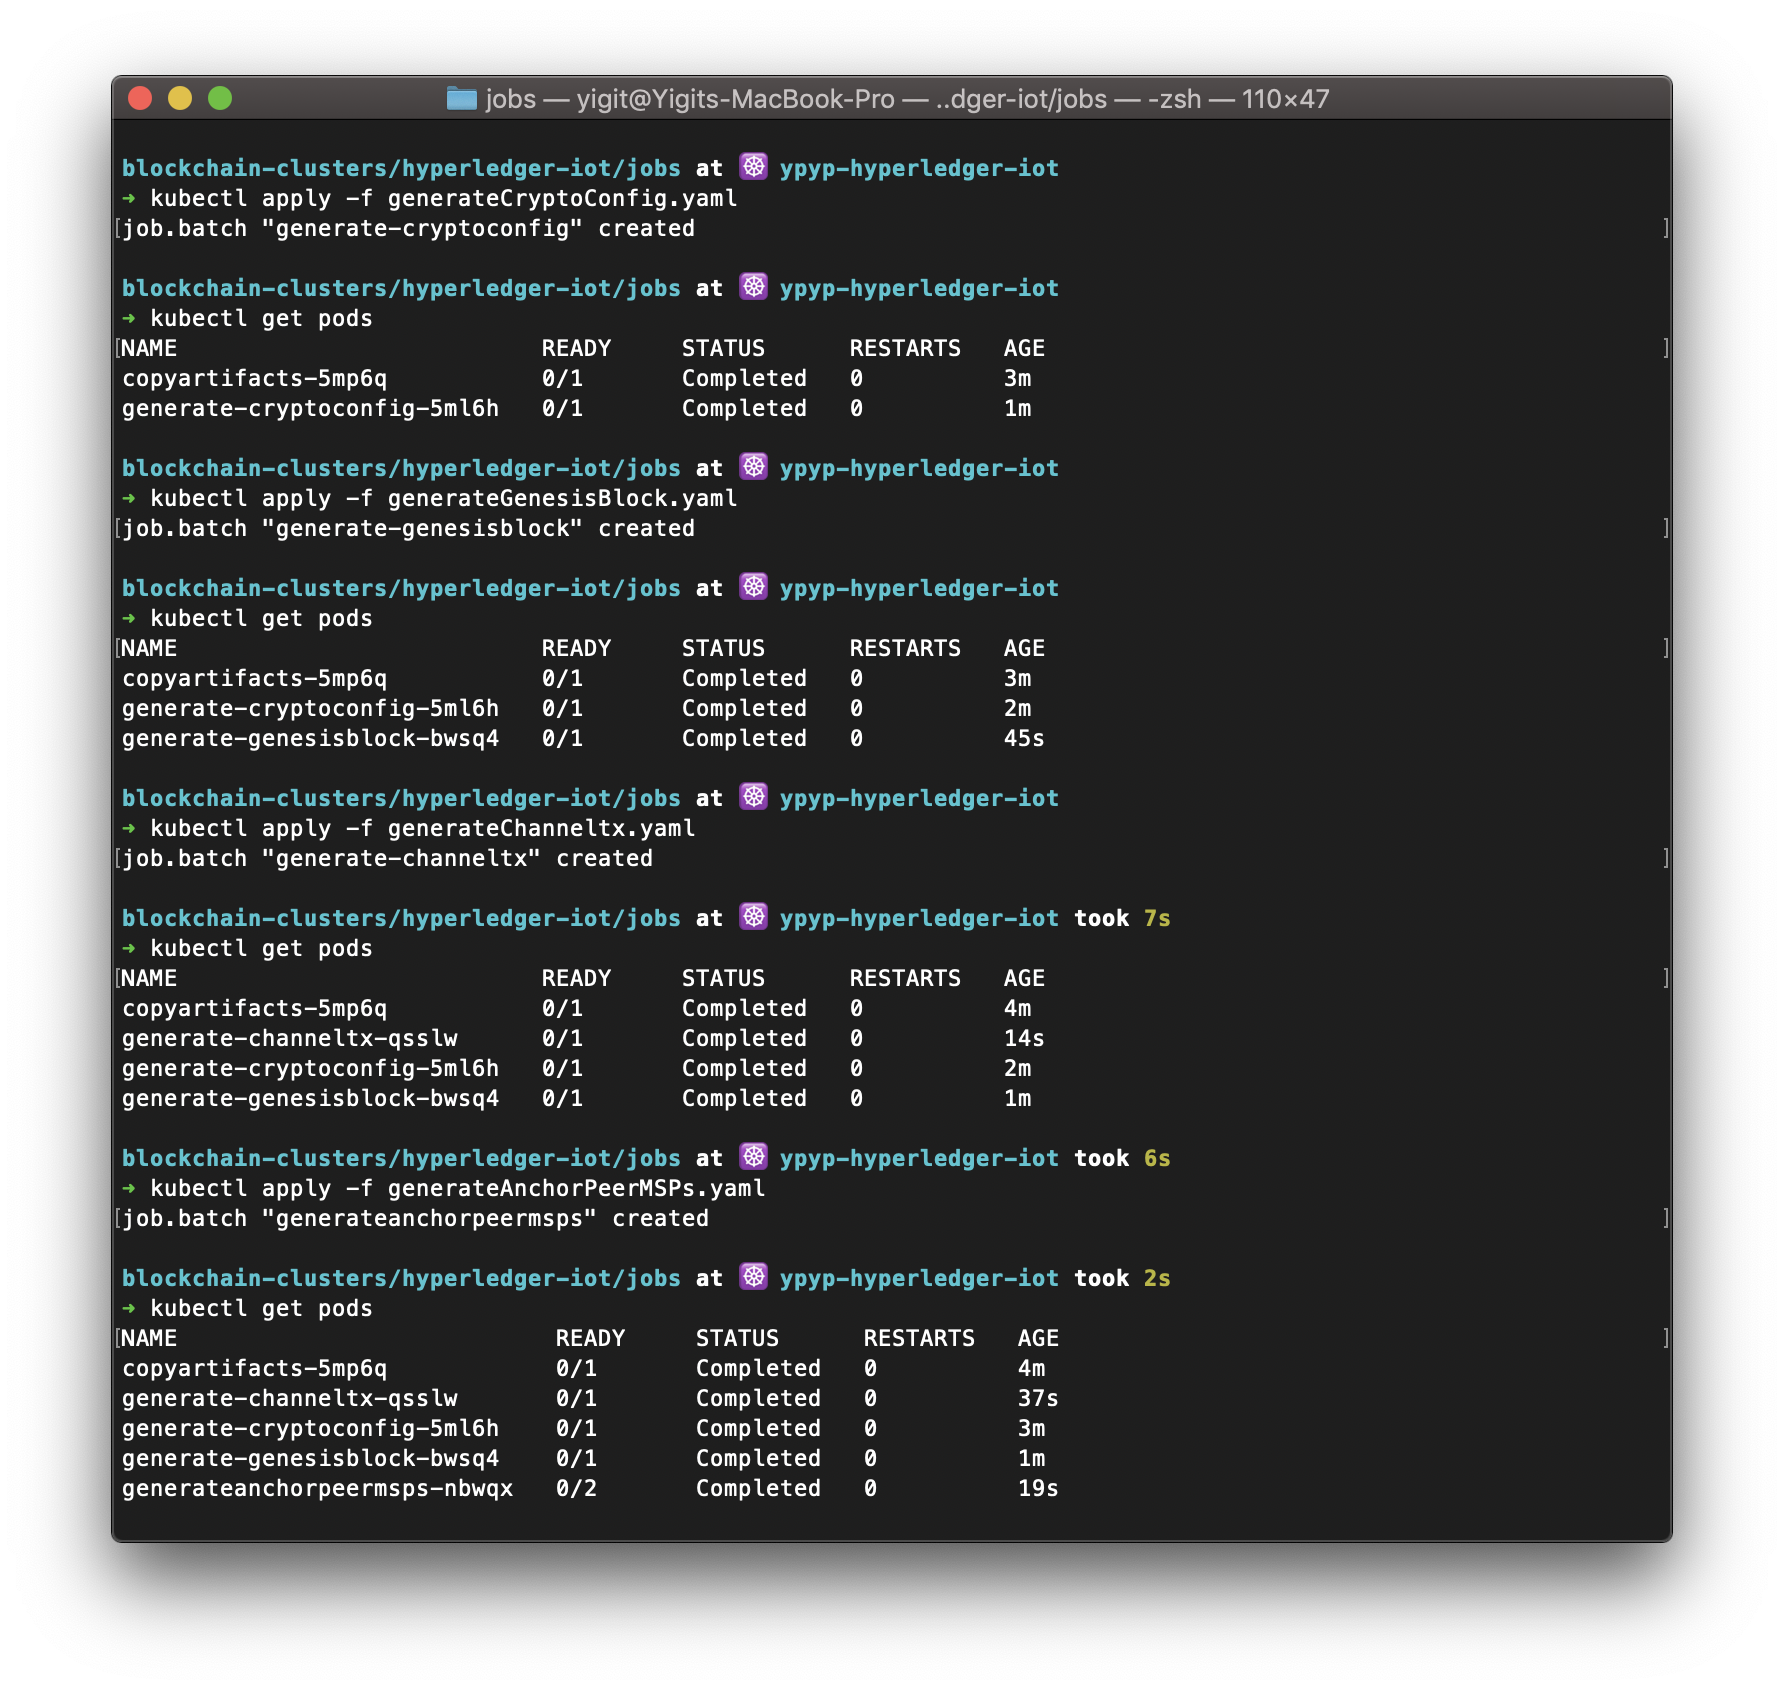 jobs — yigit@Yigits-MacBook-Pro — ..dger-iot/jobs — -zsh — 110×47
blockchain-clusters/hyperledger-iot/jobs at ☸ ypyp-hyperledger-iot
➜ kubectl apply -f generateCryptoConfig.yaml
[job.batch "generate-cryptoconfig" created ]
blockchain-clusters/hyperledger-iot/jobs at ☸ ypyp-hyperledger-iot
➜ kubectl get pods
[NAME READY STATUS RESTARTS AGE ]
copyartifacts-5mp6q 0/1 Completed 0 3m
generate-cryptoconfig-5ml6h 0/1 Completed 0 1m
blockchain-clusters/hyperledger-iot/jobs at ☸ ypyp-hyperledger-iot
➜ kubectl apply -f generateGenesisBlock.yaml
[job.batch "generate-genesisblock" created ]
blockchain-clusters/hyperledger-iot/jobs at ☸ ypyp-hyperledger-iot
➜ kubectl get pods
[NAME READY STATUS RESTARTS AGE ]
copyartifacts-5mp6q 0/1 Completed 0 3m
generate-cryptoconfig-5ml6h 0/1 Completed 0 2m
generate-genesisblock-bwsq4 0/1 Completed 0 45s
blockchain-clusters/hyperledger-iot/jobs at ☸ ypyp-hyperledger-iot
➜ kubectl apply -f generateChanneltx.yaml
[job.batch "generate-channeltx" created ]
blockchain-clusters/hyperledger-iot/jobs at ☸ ypyp-hyperledger-iot took 7s
➜ kubectl get pods
[NAME READY STATUS RESTARTS AGE ]
copyartifacts-5mp6q 0/1 Completed 0 4m
generate-channeltx-qsslw 0/1 Completed 0 14s
generate-cryptoconfig-5ml6h 0/1 Completed 0 2m
generate-genesisblock-bwsq4 0/1 Completed 0 1m
blockchain-clusters/hyperledger-iot/jobs at ☸ ypyp-hyperledger-iot took 6s
➜ kubectl apply -f generateAnchorPeerMSPs.yaml
[job.batch "generateanchorpeermsps" created ]
blockchain-clusters/hyperledger-iot/jobs at ☸ ypyp-hyperledger-iot took 2s
➜ kubectl get pods
[NAME READY STATUS RESTARTS AGE ]
copyartifacts-5mp6q 0/1 Completed 0 4m
generate-channeltx-qsslw 0/1 Completed 0 37s
generate-cryptoconfig-5ml6h 0/1 Completed 0 3m
generate-genesisblock-bwsq4 0/1 Completed 0 1m
generateanchorpeermsps-nbwqx 0/2 Completed 0 19s